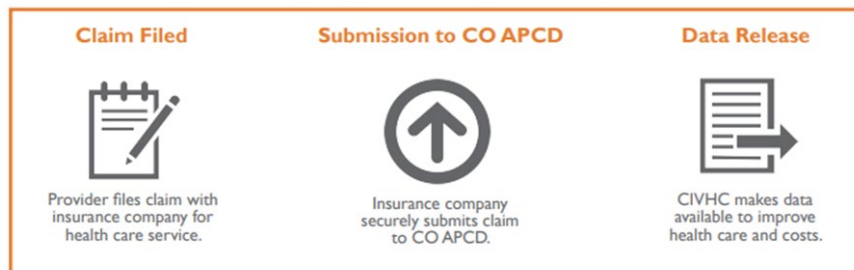 Claim Filed
Submission to CO APCD
Data Release
Provider files claim with
insurance company for
health care service.
Insurance company
securely submits claim
to CO APCD.
CIVHC makes data
available to improve
health care and costs.